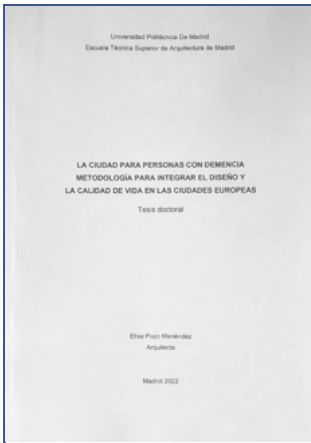 Universidad Politécnica De Madrid
Escuela Técnica Superior de Arquitectura de Madrid
LA CIUDAD PARA PERSONAS CON DEMENCIA
METODOLOGÍA PARA INTEGRAR EL DISEÑO Y
LA CALIDAD DE VIDA EN LAS CIUDADES EUROPEAS
Tesis doctoral
Elisa Pozo Menéndez
Arquitecta
Madrid 2022